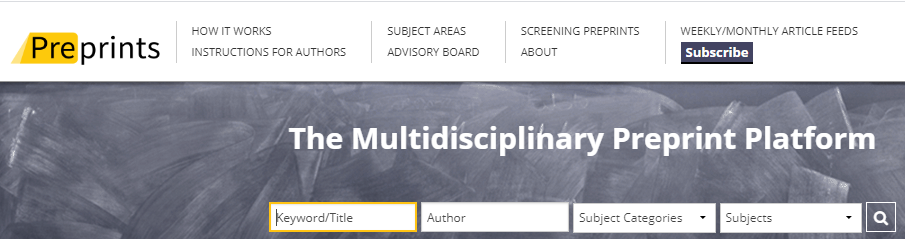 Preprints
HOW IT WORKS
INSTRUCTIONS FOR AUTHORS
SUBJECT AREAS
ADVISORY BOARD
SCREENING PREPRINTS
ABOUT
WEEKLY/MONTHLY ARTICLE FEEDS
Subscribe
The Multidisciplinary Preprint Platform
Keyword/Title
Author
Subject Categories
Subjects